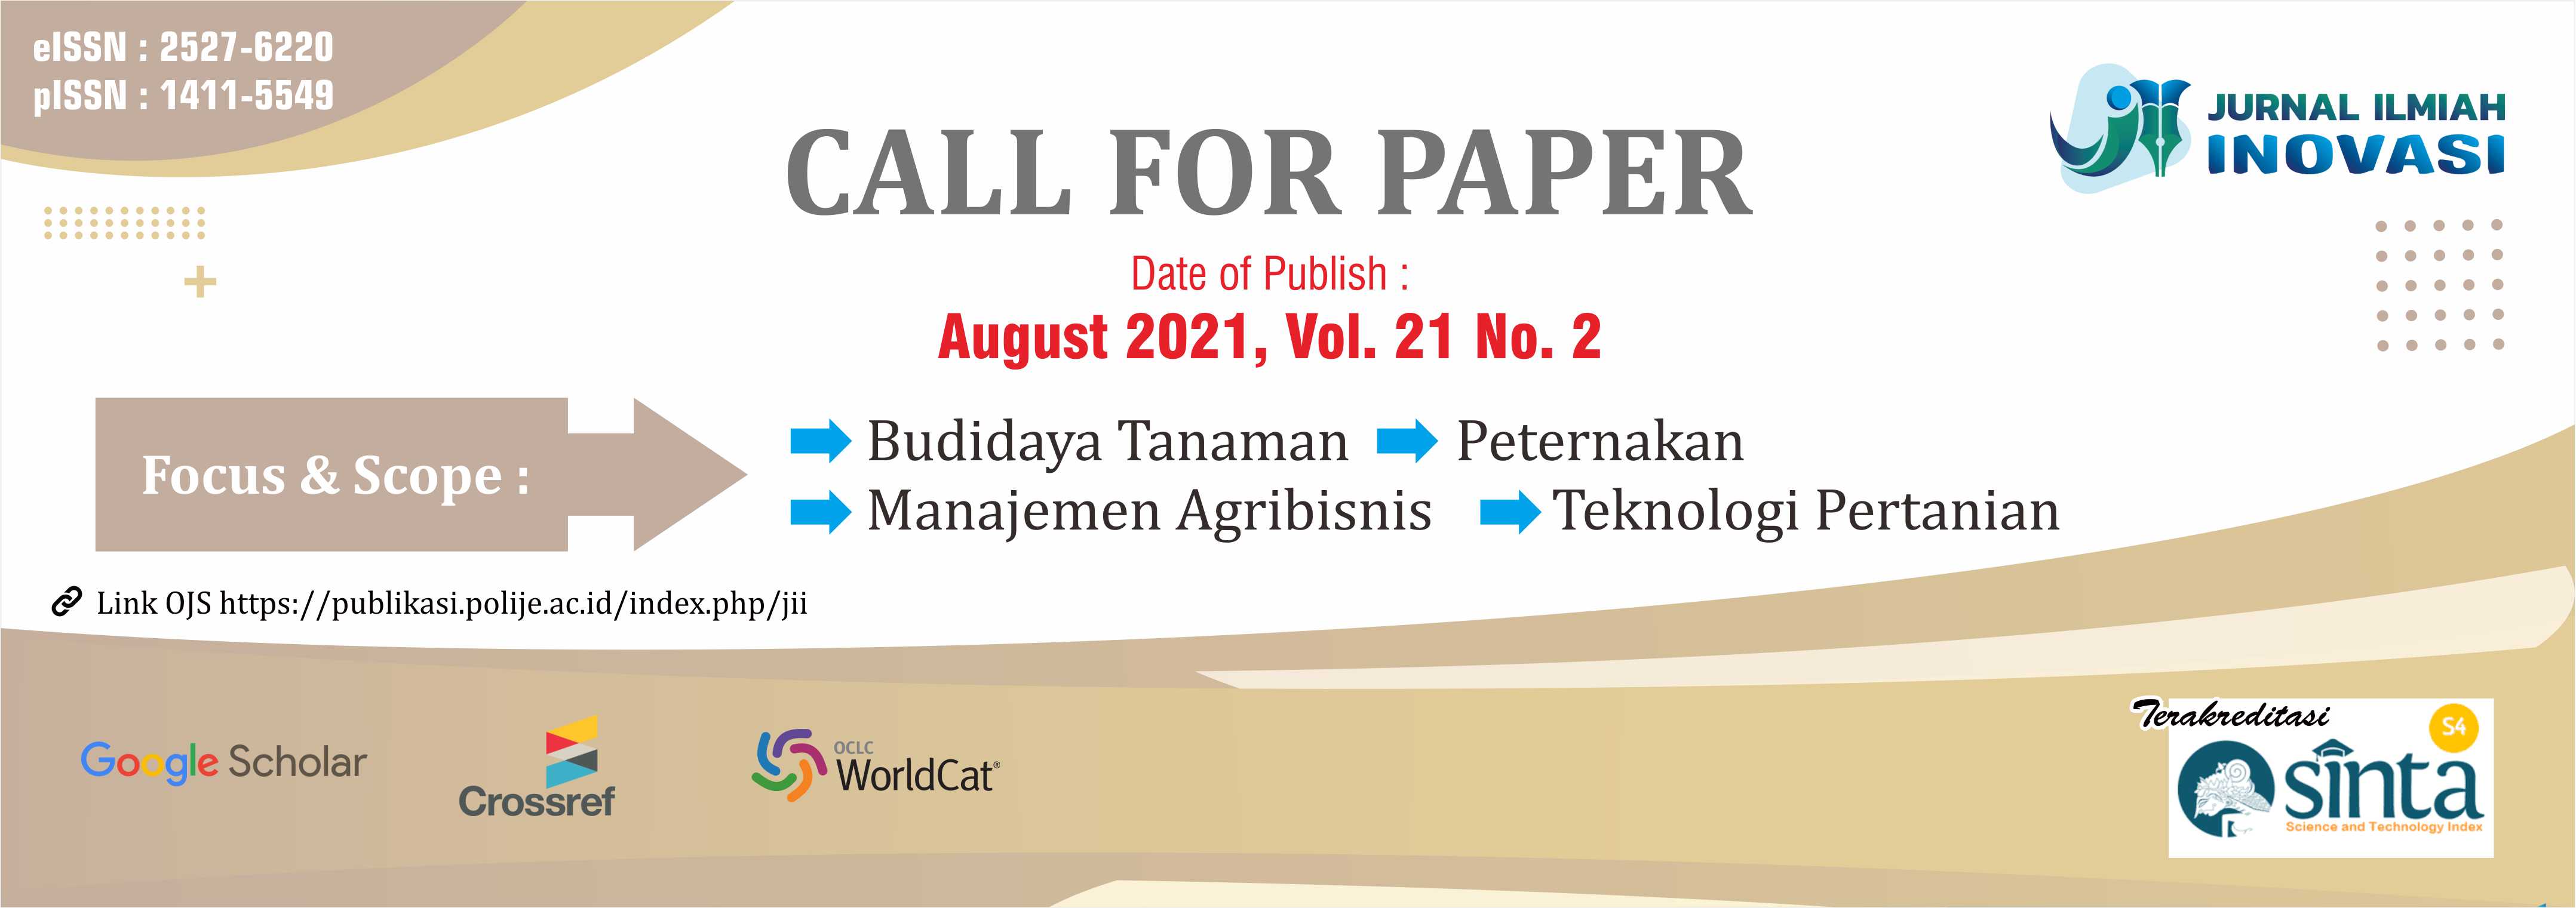 eISSN : 2527-6220
pISSN : 1411-5549
JURNAL ILMIAH
INOVASI
CALL FOR PAPER
Date of Publish :
August 2021, Vol. 21 No. 2
Focus & Scope :
Budidaya Tanaman Peternakan
Manajemen Agribisnis Teknologi Pertanian
Link OJS https://publikasi.polije.ac.id/index.php/jii
Google Scholar
Crossref
OCLC
WorldCat®
Terakreditasi
S4
sinta
Science and Technology Index